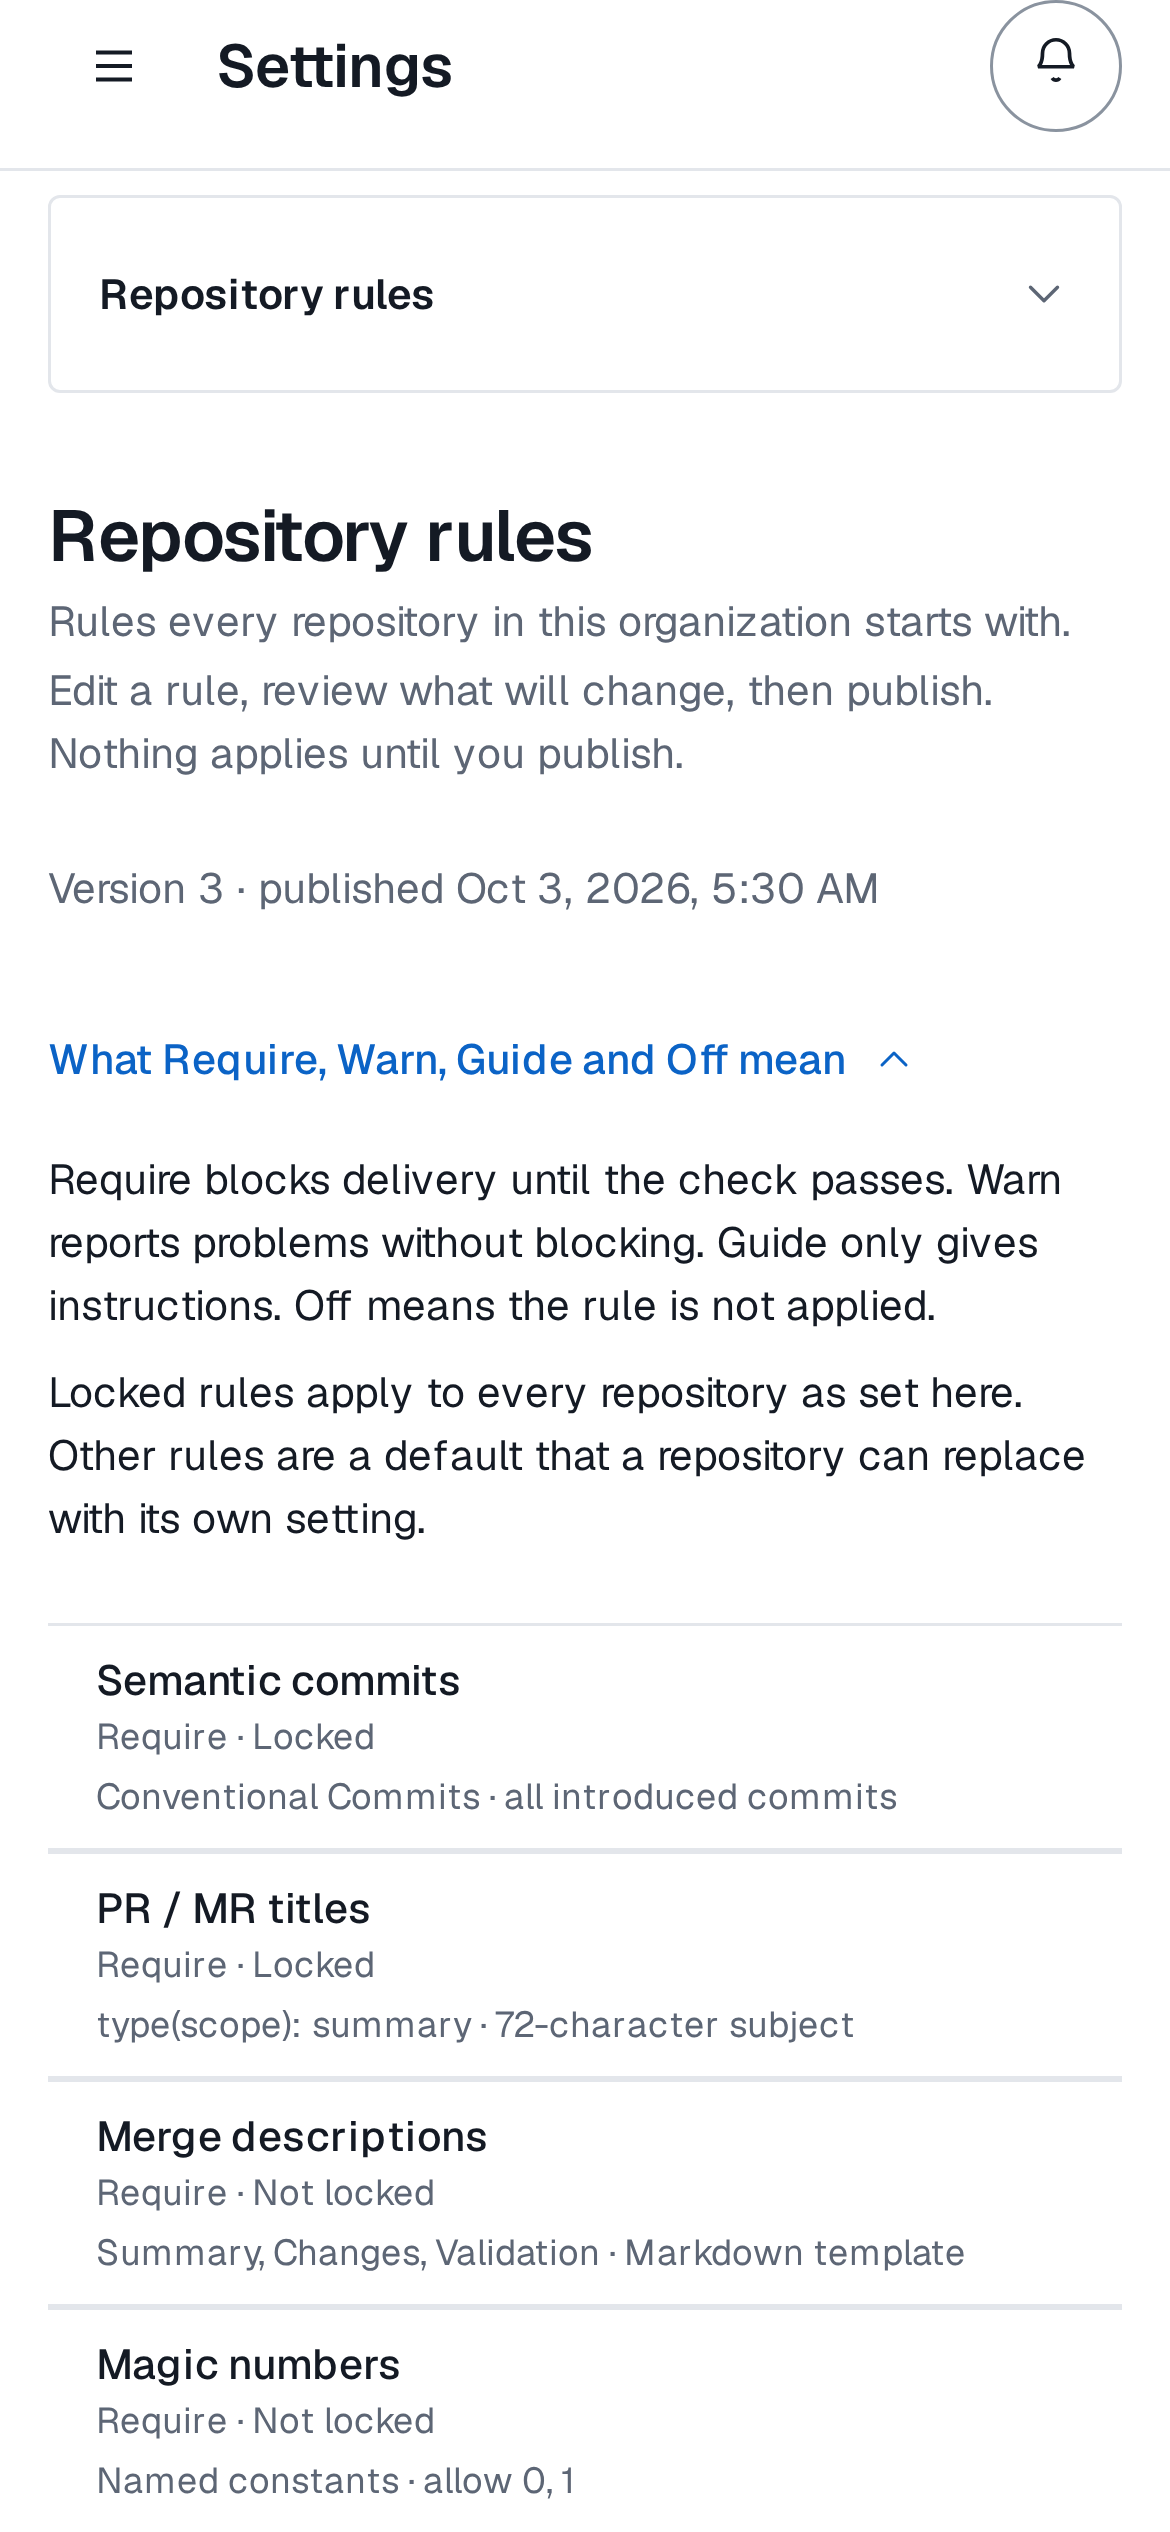 Settings
Repository rules
Repository rules
Rules every repository in this organization starts with.
Edit a rule, review what will change, then publish.
Nothing applies until you publish.
Version 3 · published Oct 3, 2026, 5:30 AM
What Require, Warn, Guide and Off mean
Require blocks delivery until the check passes. Warn
reports problems without blocking. Guide only gives
instructions. Off means the rule is not applied.
Locked rules apply to every repository as set here.
Other rules are a default that a repository can replace
with its own setting.
Semantic commits
Require · Locked
Conventional Commits · all introduced commits
PR / MR titles
Require · Locked
type(scope): summary · 72-character subject
Merge descriptions
Require · Not locked
Summary, Changes, Validation · Markdown template
Magic numbers
Require · Not locked
Named constants · allow 0, 1